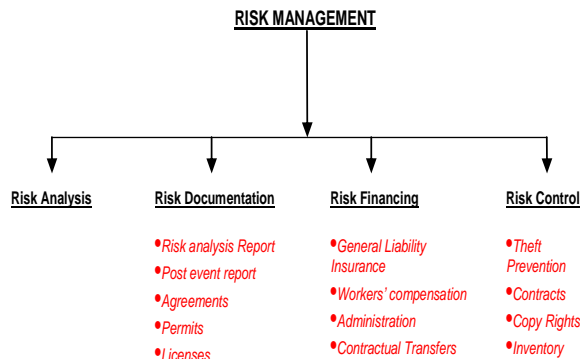 RISK MANAGEMENT
Risk Analysis
Risk Documentation
•Risk analysis Report
•Post event report
•Agreements
•Permits
•Licenses
Risk Financing
•General Liability
Insurance
•Workers' compensation
•Administration
•Contractual Transfers
Risk Control
•Theft
Prevention
•Contracts
•Copy Rights
•Inventory